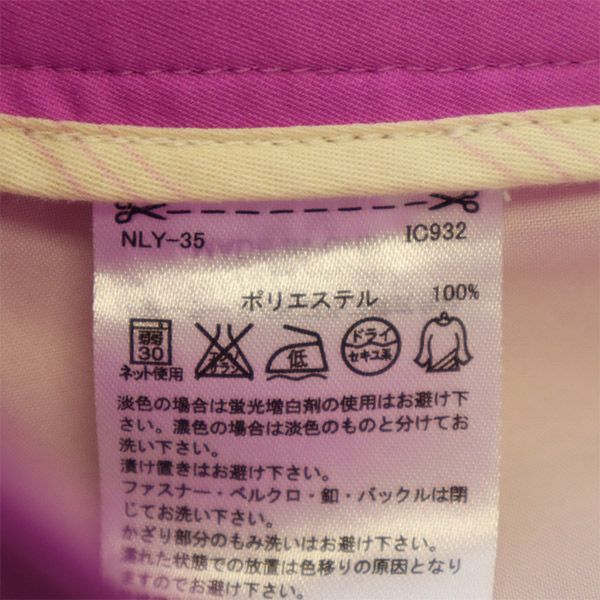 NLY-35 IC932
ポリエステル 100%
弱
30
エンソ
サラシ
低
ドライ
セキユ系
ネット使用
淡色の場合は蛍光増白剤の使用はお避け下
さい。濃色の場合は淡色のものと分けてお
洗い下さい。
漬け置きはお避け下さい。
ファスナー・ベルクロ・釦・バックルは閉
じてお洗い下さい。
かざり部分のもみ洗いはお避け下さい。
濡れた状態での放置は色移りの原因となり
ますのでお避け下さい。